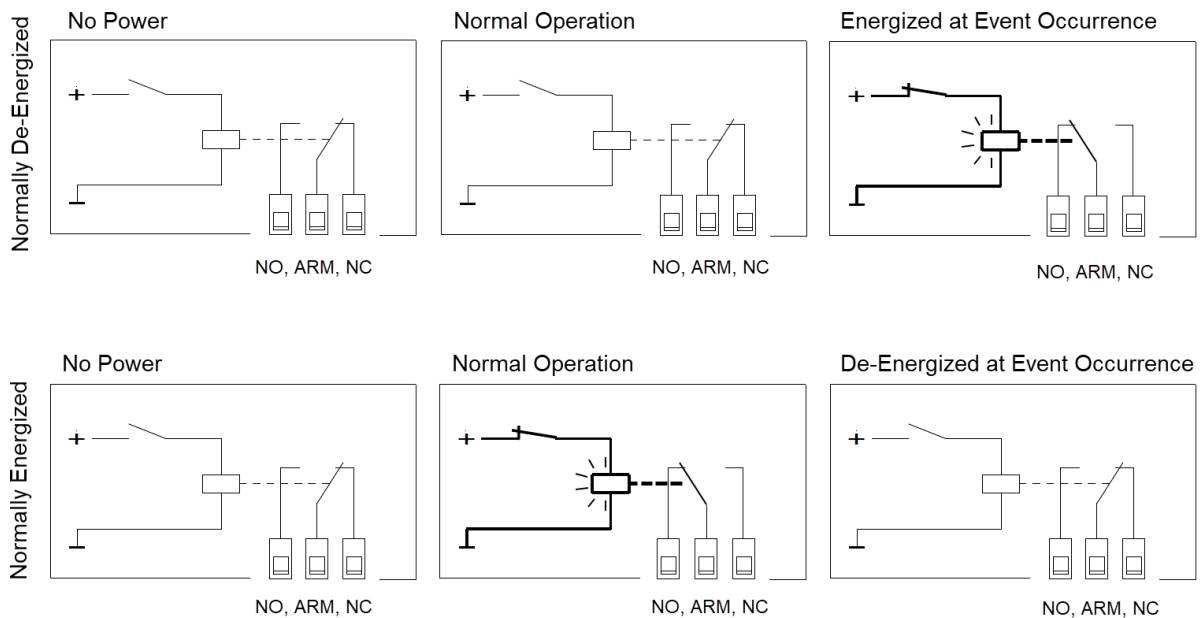 Normally De-Energized
No Power
Normal Operation
Energized at Event Occurrence
NO, ARM, NC
NO, ARM, NC
NO, ARM, NC
Normally Energized
No Power
Normal Operation
De-Energized at Event Occurrence
NO, ARM, NC
NO, ARM, NC
NO, ARM, NC